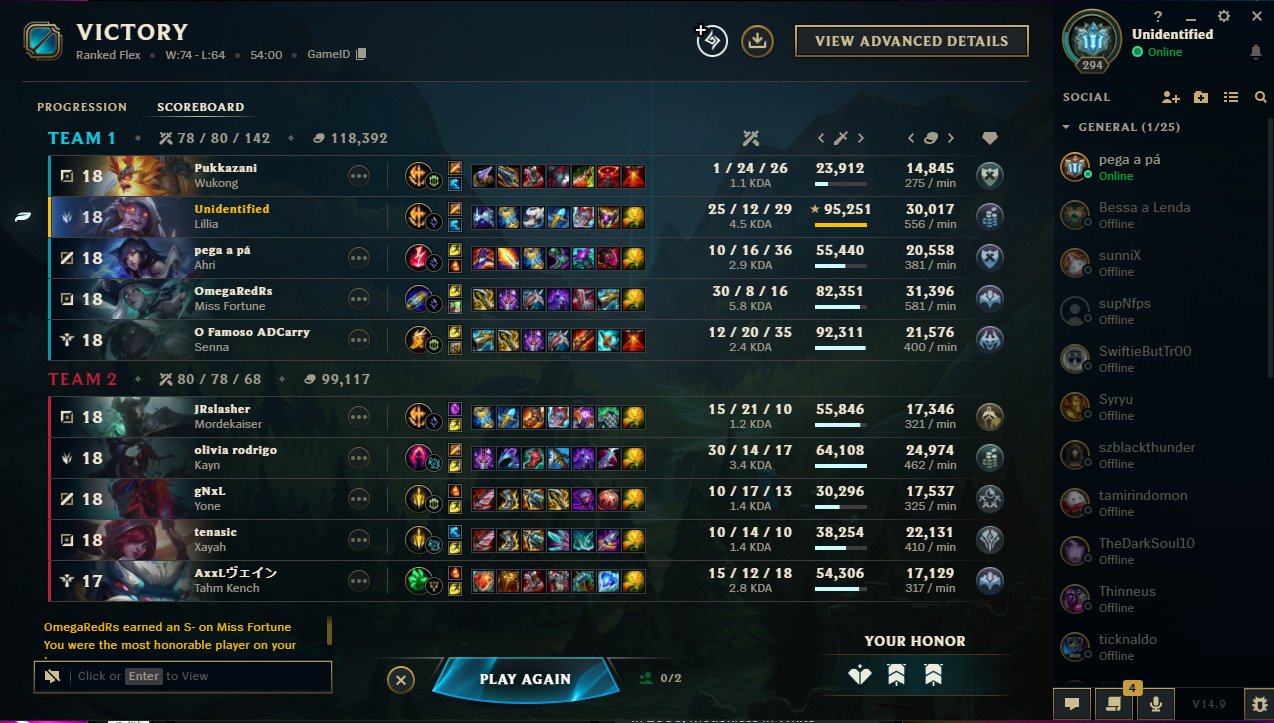 VICTORY
Ranked Flex • W:74 - L:64 • 54:00 • GameID
VIEW ADVANCED DETAILS
PROGRESSION SCOREBOARD
TEAM 1 78 / 80 / 142 118,392
18 Pukkazani 1 / 24 / 26 23,912 14,845
Wukong 1.1 KDA 275 / min
18 Unidentified 25 / 12 / 29 95,251 30,017
Lillia 4.5 KDA 556 / min
18 pega a pá 10 / 16 / 36 55,440 20,558
Ahri 2.9 KDA 381 / min
18 OmegaRedRs 30 / 8 / 16 82,351 31,396
Miss Fortune 5.8 KDA 581 / min
18 O Famoso ADCarry 12 / 20 / 35 92,311 21,576
Senna 2.4 KDA 400 / min
TEAM 2 80 / 78 / 68 99,117
18 JRslasher 15 / 21 / 10 55,846 17,346
Mordekaiser 1.2 KDA 321 / min
18 olivia rodrigo 30 / 14 / 17 64,108 24,974
Kayn 3.4 KDA 462 / min
18 gNxL 10 / 17 / 13 30,296 17,537
Yone 1.4 KDA 325 / min
18 tenasic 10 / 14 / 10 38,254 22,131
Xayah 1.4 KDA 410 / min
17 AxxLヴェイン 15 / 12 / 18 54,306 17,129
Tahm Kench 2.8 KDA 317 / min
OmegaRedRs earned an S- on Miss Fortune
You were the most honorable player on your
Click or Enter to View
PLAY AGAIN
0/2
YOUR HONOR
?
294
Unidentified
Online
SOCIAL
GENERAL (1/25)
pega a pá
Online
Bessa a Lenda
Offline
sunniX
Offline
supNfps
Offline
SwiftieButTr00
Offline
Syryu
Offline
szblackthunder
Offline
tamirindomon
Offline
TheDarkSoul10
Offline
Thinneus
Offline
ticknaldo
Offline
4
V14.9